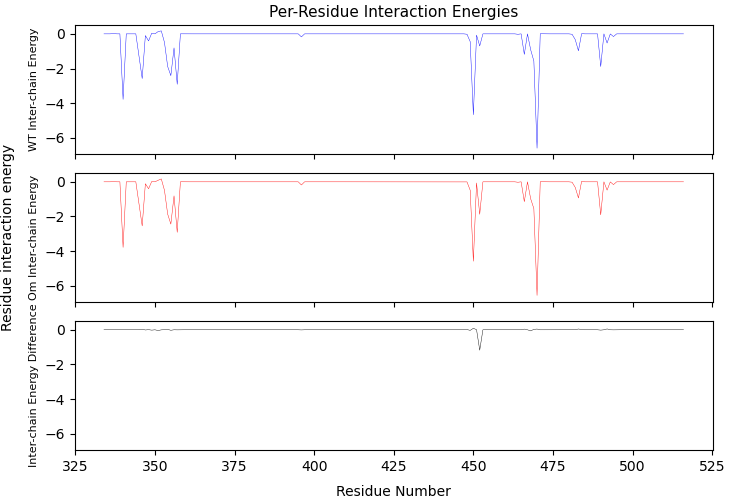 Per-Residue Interaction Energies
Residue interaction energy
WT Inter-chain Energy
0
−2
−4
−6
Om Inter-chain Energy
0
−2
−4
−6
Inter-chain Energy Difference
0
−2
−4
−6
325 350 375 400 425 450 475 500 525
Residue Number